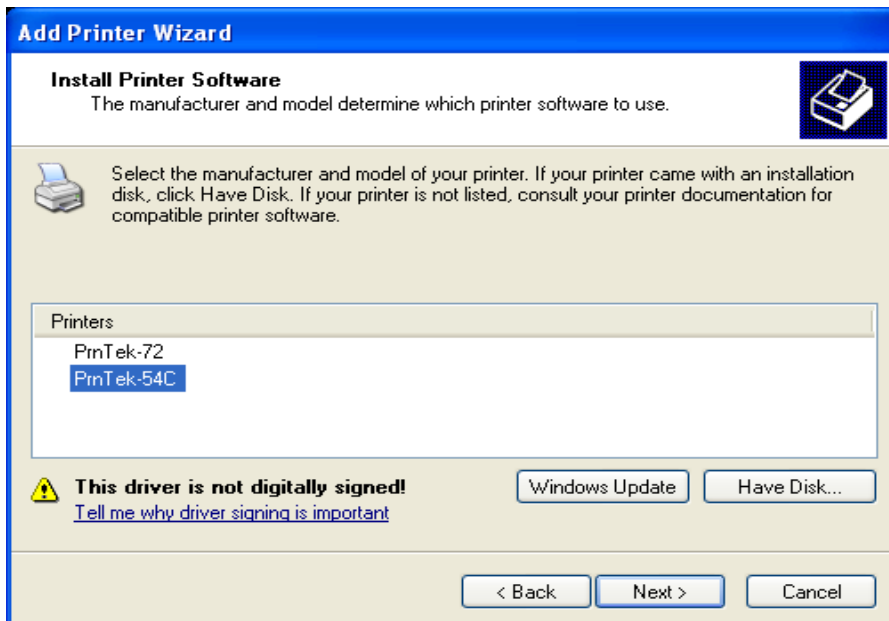 Add Printer Wizard
Install Printer Software
The manufacturer and model determine which printer software to use.
Select the manufacturer and model of your printer. If your printer came with an installation
disk, click Have Disk. If your printer is not listed, consult your printer documentation for
compatible printer software.
Printers
PrnTek-72
PrnTek-54C
This driver is not digitally signed!
Tell me why driver signing is important
Windows Update
Have Disk...
< Back
Next >
Cancel